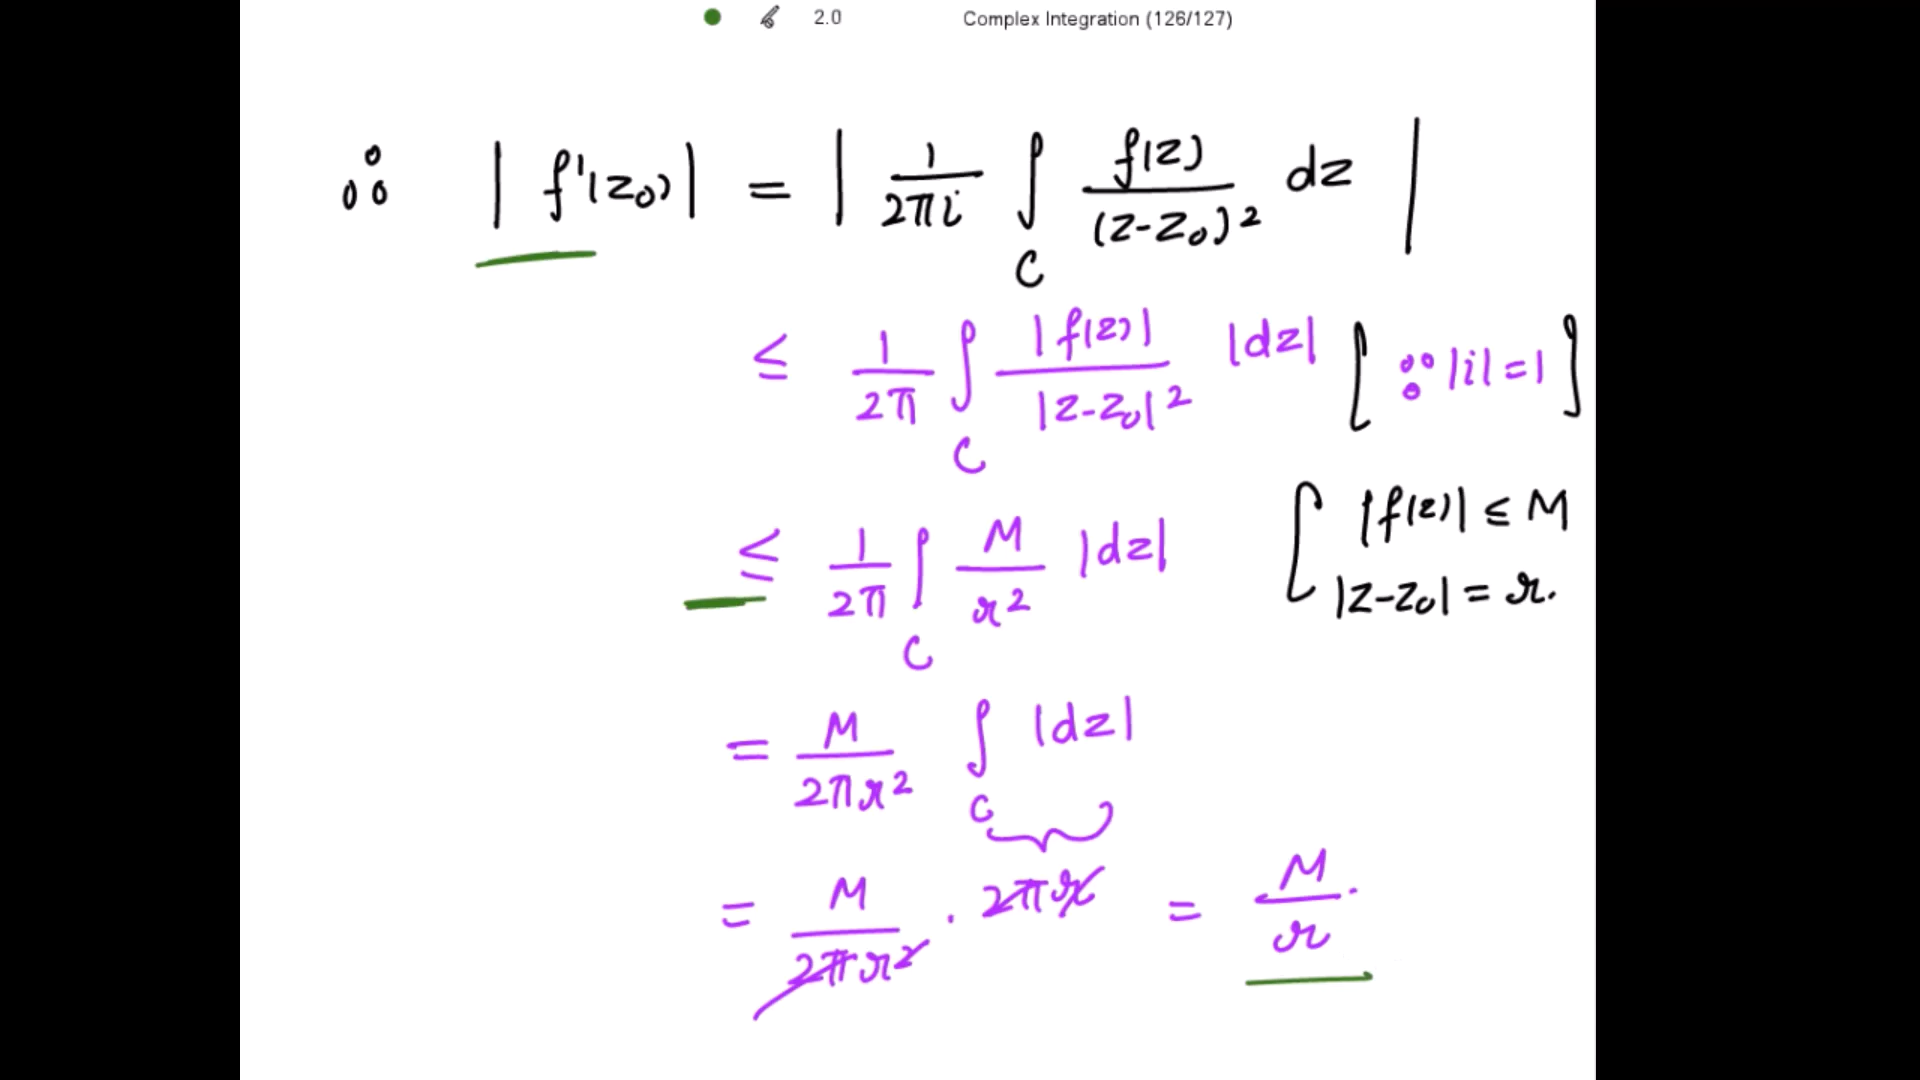 2.0 Complex Integration (126/127)
∴ | f'(z₀) | = | 1/2πi ∫_C f(z)/(z-z₀)² dz |
≤ 1/2π ∫_C |f(z)|/|z-z₀|² |dz| [ ∵ |i| = 1 ]
≤ 1/2π ∫_C M/r² |dz| [ |f(z)| ≤ M
|z-z₀| = r.
= M/2πr² ∫_C |dz|
= M/2πr² . 2πr = M/r .